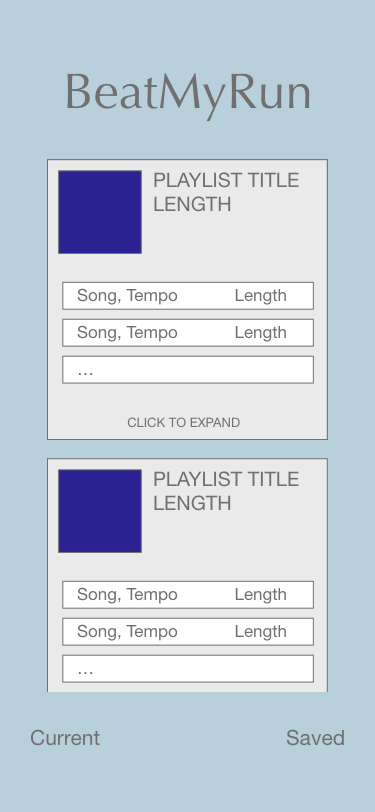 BeatMyRun
PLAYLIST TITLE
LENGTH
Song, Tempo Length
Song, Tempo Length
...
CLICK TO EXPAND
PLAYLIST TITLE
LENGTH
Song, Tempo Length
Song, Tempo Length
...
Current Saved